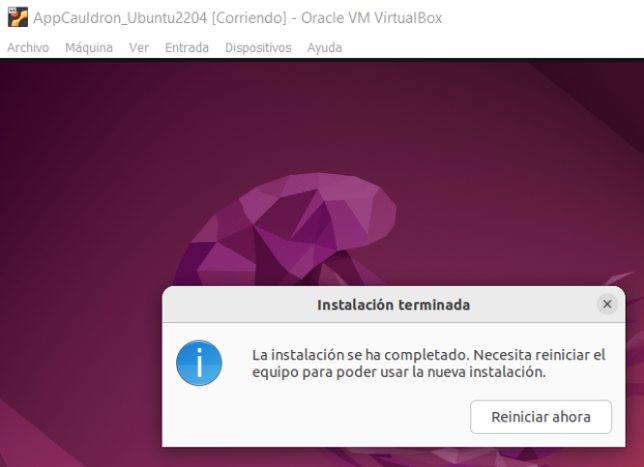 AppCauldron_Ubuntu2204 [Corriendo] - Oracle VM VirtualBox
Archivo Máquina Ver Entrada Dispositivos Ayuda
Instalación terminada
La instalación se ha completado. Necesita reiniciar el
equipo para poder usar la nueva instalación.
Reiniciar ahora